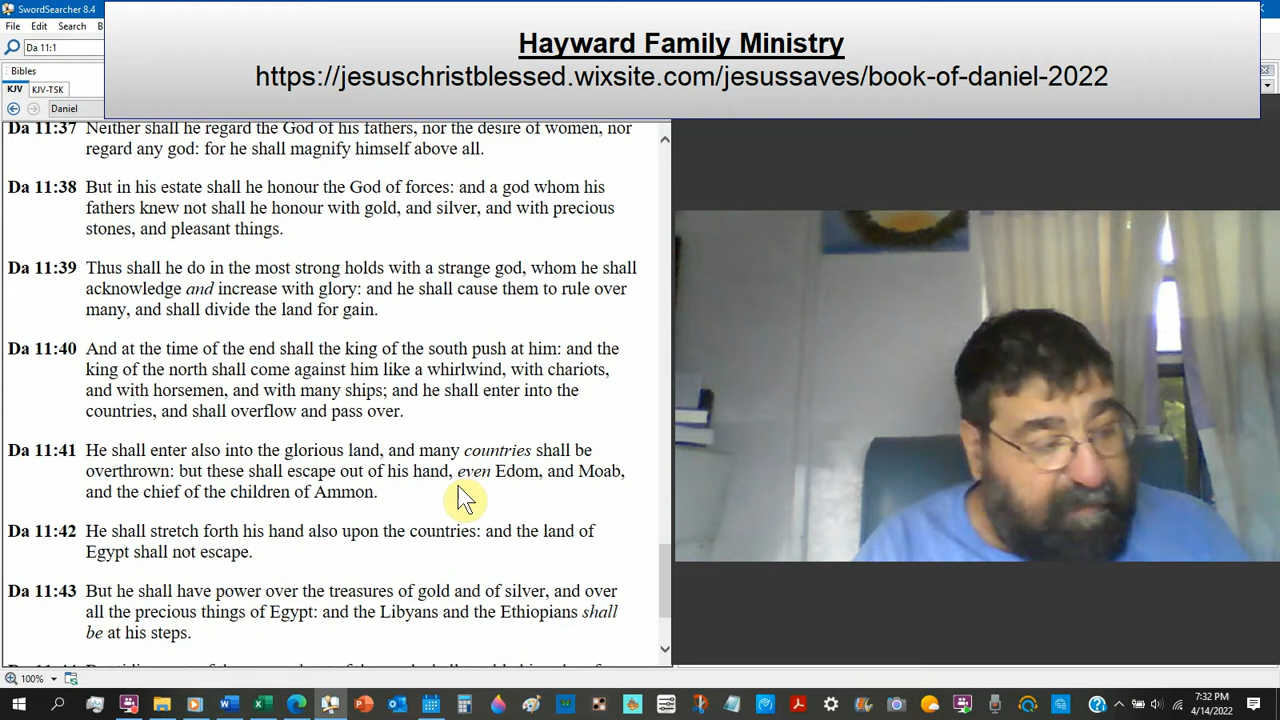 SwordSearcher 8.4
File Edit Search B
Da 11:1
Bibles
KJV KJV-TSK
Daniel
Hayward Family Ministry
https://jesuschristblessed.wixsite.com/jesussaves/book-of-daniel-2022
Da 11:37 Neither shall he regard the God of his fathers, nor the desire of women, nor
regard any god: for he shall magnify himself above all.
Da 11:38 But in his estate shall he honour the God of forces: and a god whom his
fathers knew not shall he honour with gold, and silver, and with precious
stones, and pleasant things.
Da 11:39 Thus shall he do in the most strong holds with a strange god, whom he shall
acknowledge and increase with glory: and he shall cause them to rule over
many, and shall divide the land for gain.
Da 11:40 And at the time of the end shall the king of the south push at him: and the
king of the north shall come against him like a whirlwind, with chariots,
and with horsemen, and with many ships; and he shall enter into the
countries, and shall overflow and pass over.
Da 11:41 He shall enter also into the glorious land, and many countries shall be
overthrown: but these shall escape out of his hand, even Edom, and Moab,
and the chief of the children of Ammon.
Da 11:42 He shall stretch forth his hand also upon the countries: and the land of
Egypt shall not escape.
Da 11:43 But he shall have power over the treasures of gold and of silver, and over
all the precious things of Egypt: and the Libyans and the Ethiopians shall
be at his steps.
100%
7:32 PM
4/14/2022